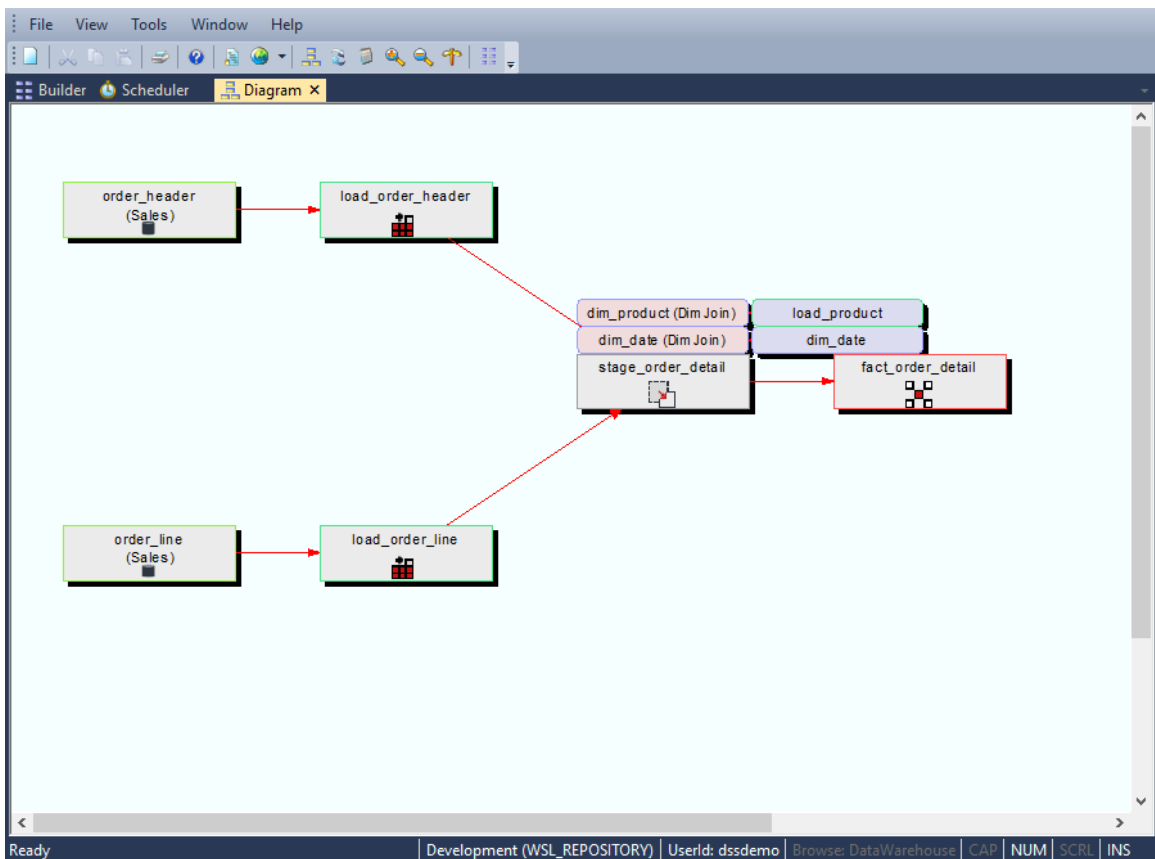 File View Tools Window Help
Builder Scheduler Diagram
order_header
(Sales)
load_order_header
dim_product (Dim Join) load_product
dim_date (Dim Join) dim_date
stage_order_detail
fact_order_detail
order_line
(Sales)
load_order_line
Ready Development (WSL_REPOSITORY) UserId: dssdemo Browse: DataWarehouse CAP NUM SCRL INS